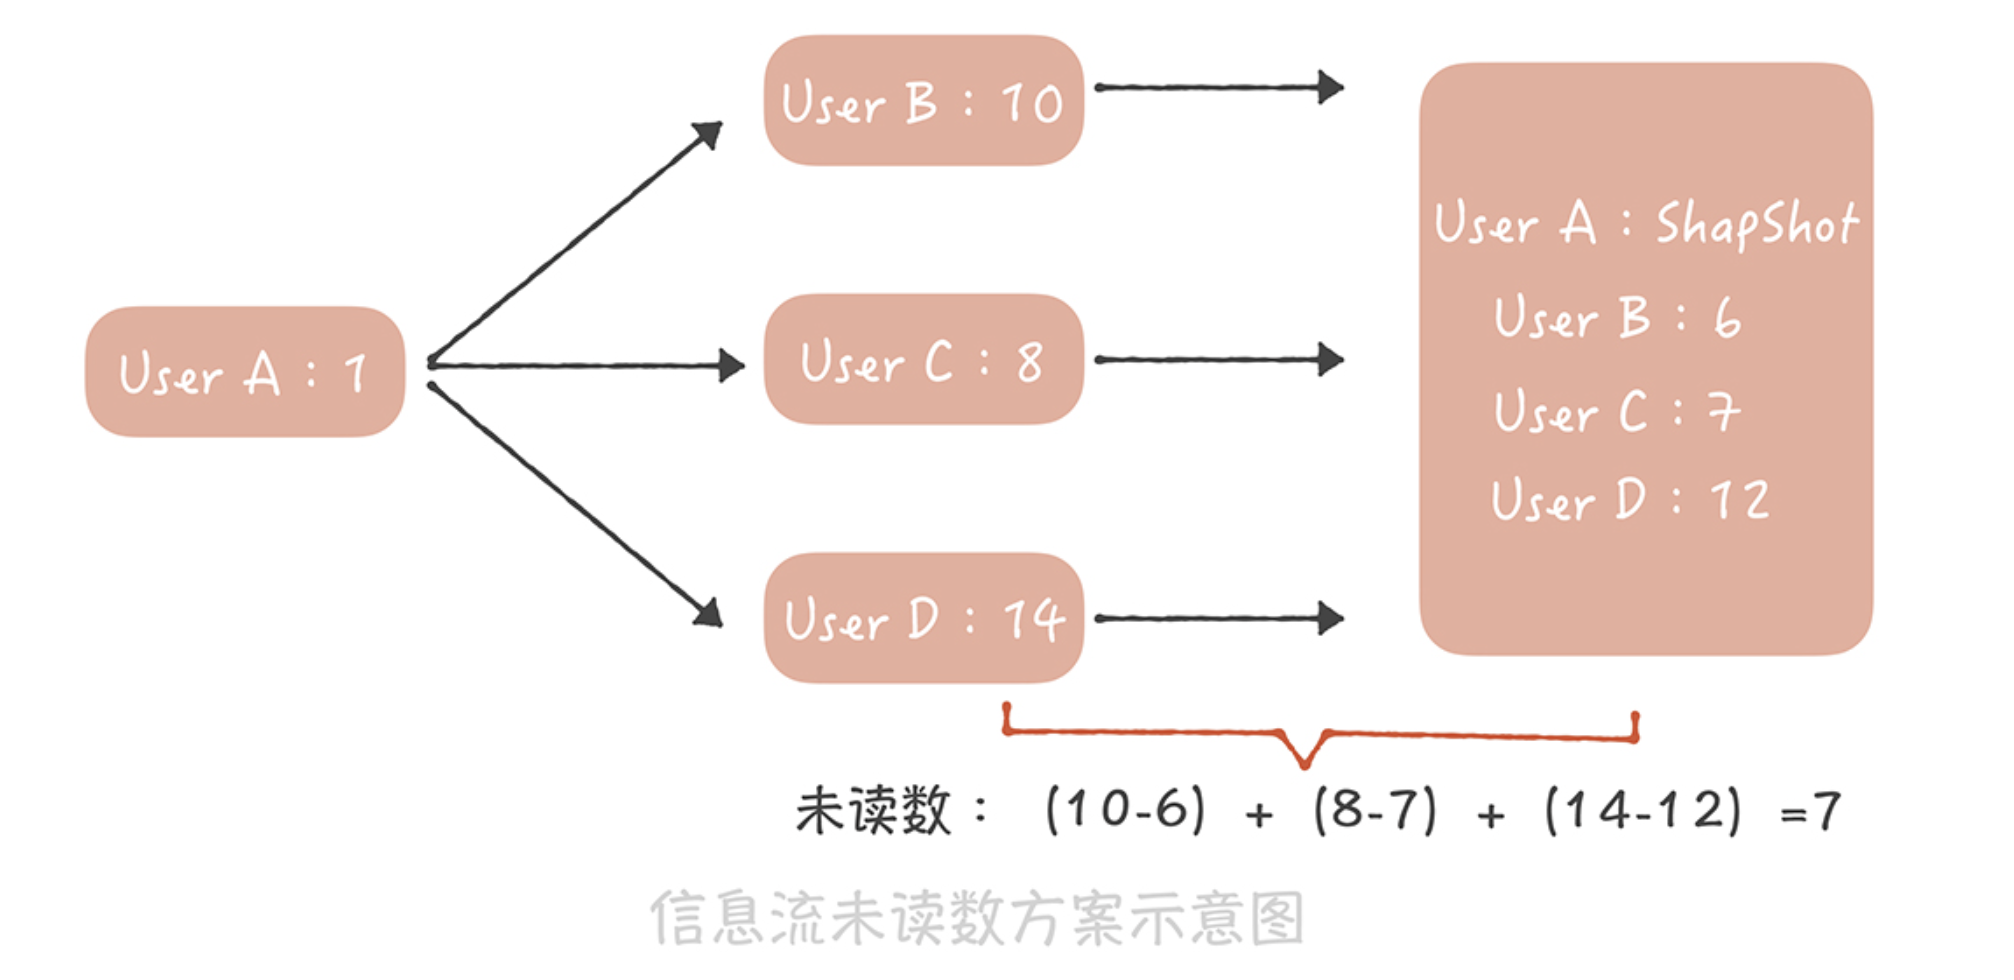 User B : 10
User A : ShapShot
User B : 6
User A : 1
User C : 8
User C : 7
User D : 12
User D : 14
未读数： (10-6) + (8-7) + (14-12) =7
信息流未读数方案示意图